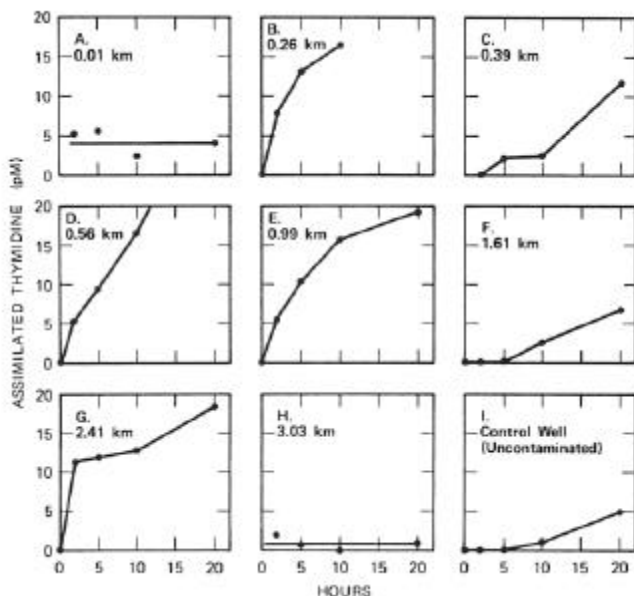 20
15
10
5
0
A.
0.01 km
B.
0.26 km
C.
0.39 km
20
15
10
5
0
D.
0.56 km
E.
0.99 km
F.
1.61 km
ASSIMILATED THYMIDINE (pM)
20
15
10
5
0
G.
2.41 km
H.
3.03 km
I.
Control Well
(Uncontaminated)
0 5 10 15 20
0 5 10 15 20
0 5 10 15 20
HOURS